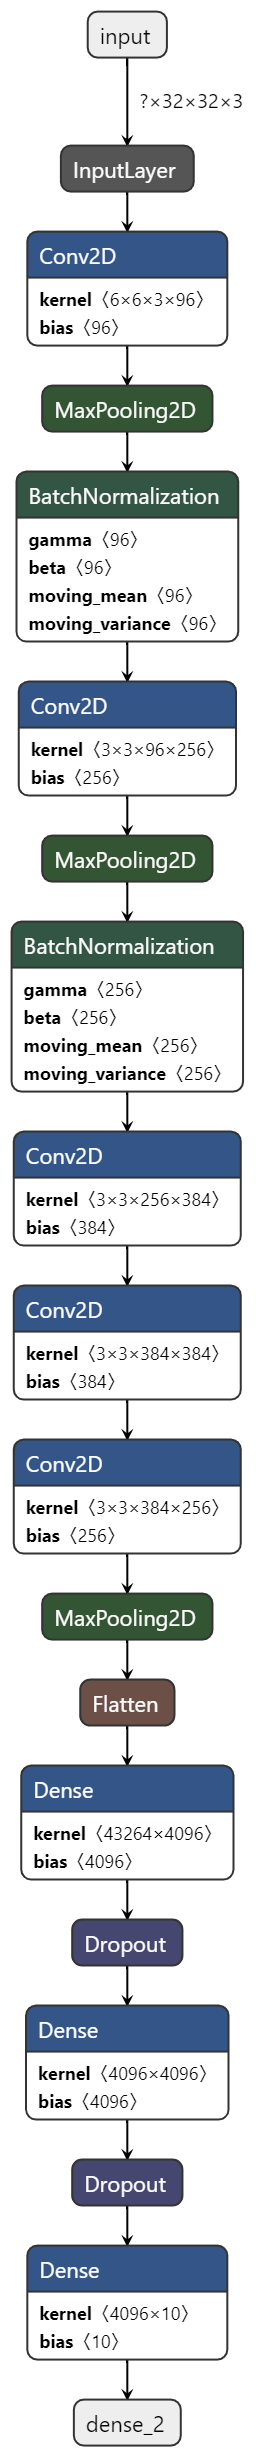 input
?×32×32×3
InputLayer
Conv2D
kernel〈6×6×3×96〉
bias〈96〉
MaxPooling2D
BatchNormalization
gamma〈96〉
beta〈96〉
moving_mean〈96〉
moving_variance〈96〉
Conv2D
kernel〈3×3×96×256〉
bias〈256〉
MaxPooling2D
BatchNormalization
gamma〈256〉
beta〈256〉
moving_mean〈256〉
moving_variance〈256〉
Conv2D
kernel〈3×3×256×384〉
bias〈384〉
Conv2D
kernel〈3×3×384×384〉
bias〈384〉
Conv2D
kernel〈3×3×384×256〉
bias〈256〉
MaxPooling2D
Flatten
Dense
kernel〈43264×4096〉
bias〈4096〉
Dropout
Dense
kernel〈4096×4096〉
bias〈4096〉
Dropout
Dense
kernel〈4096×10〉
bias〈10〉
dense_2